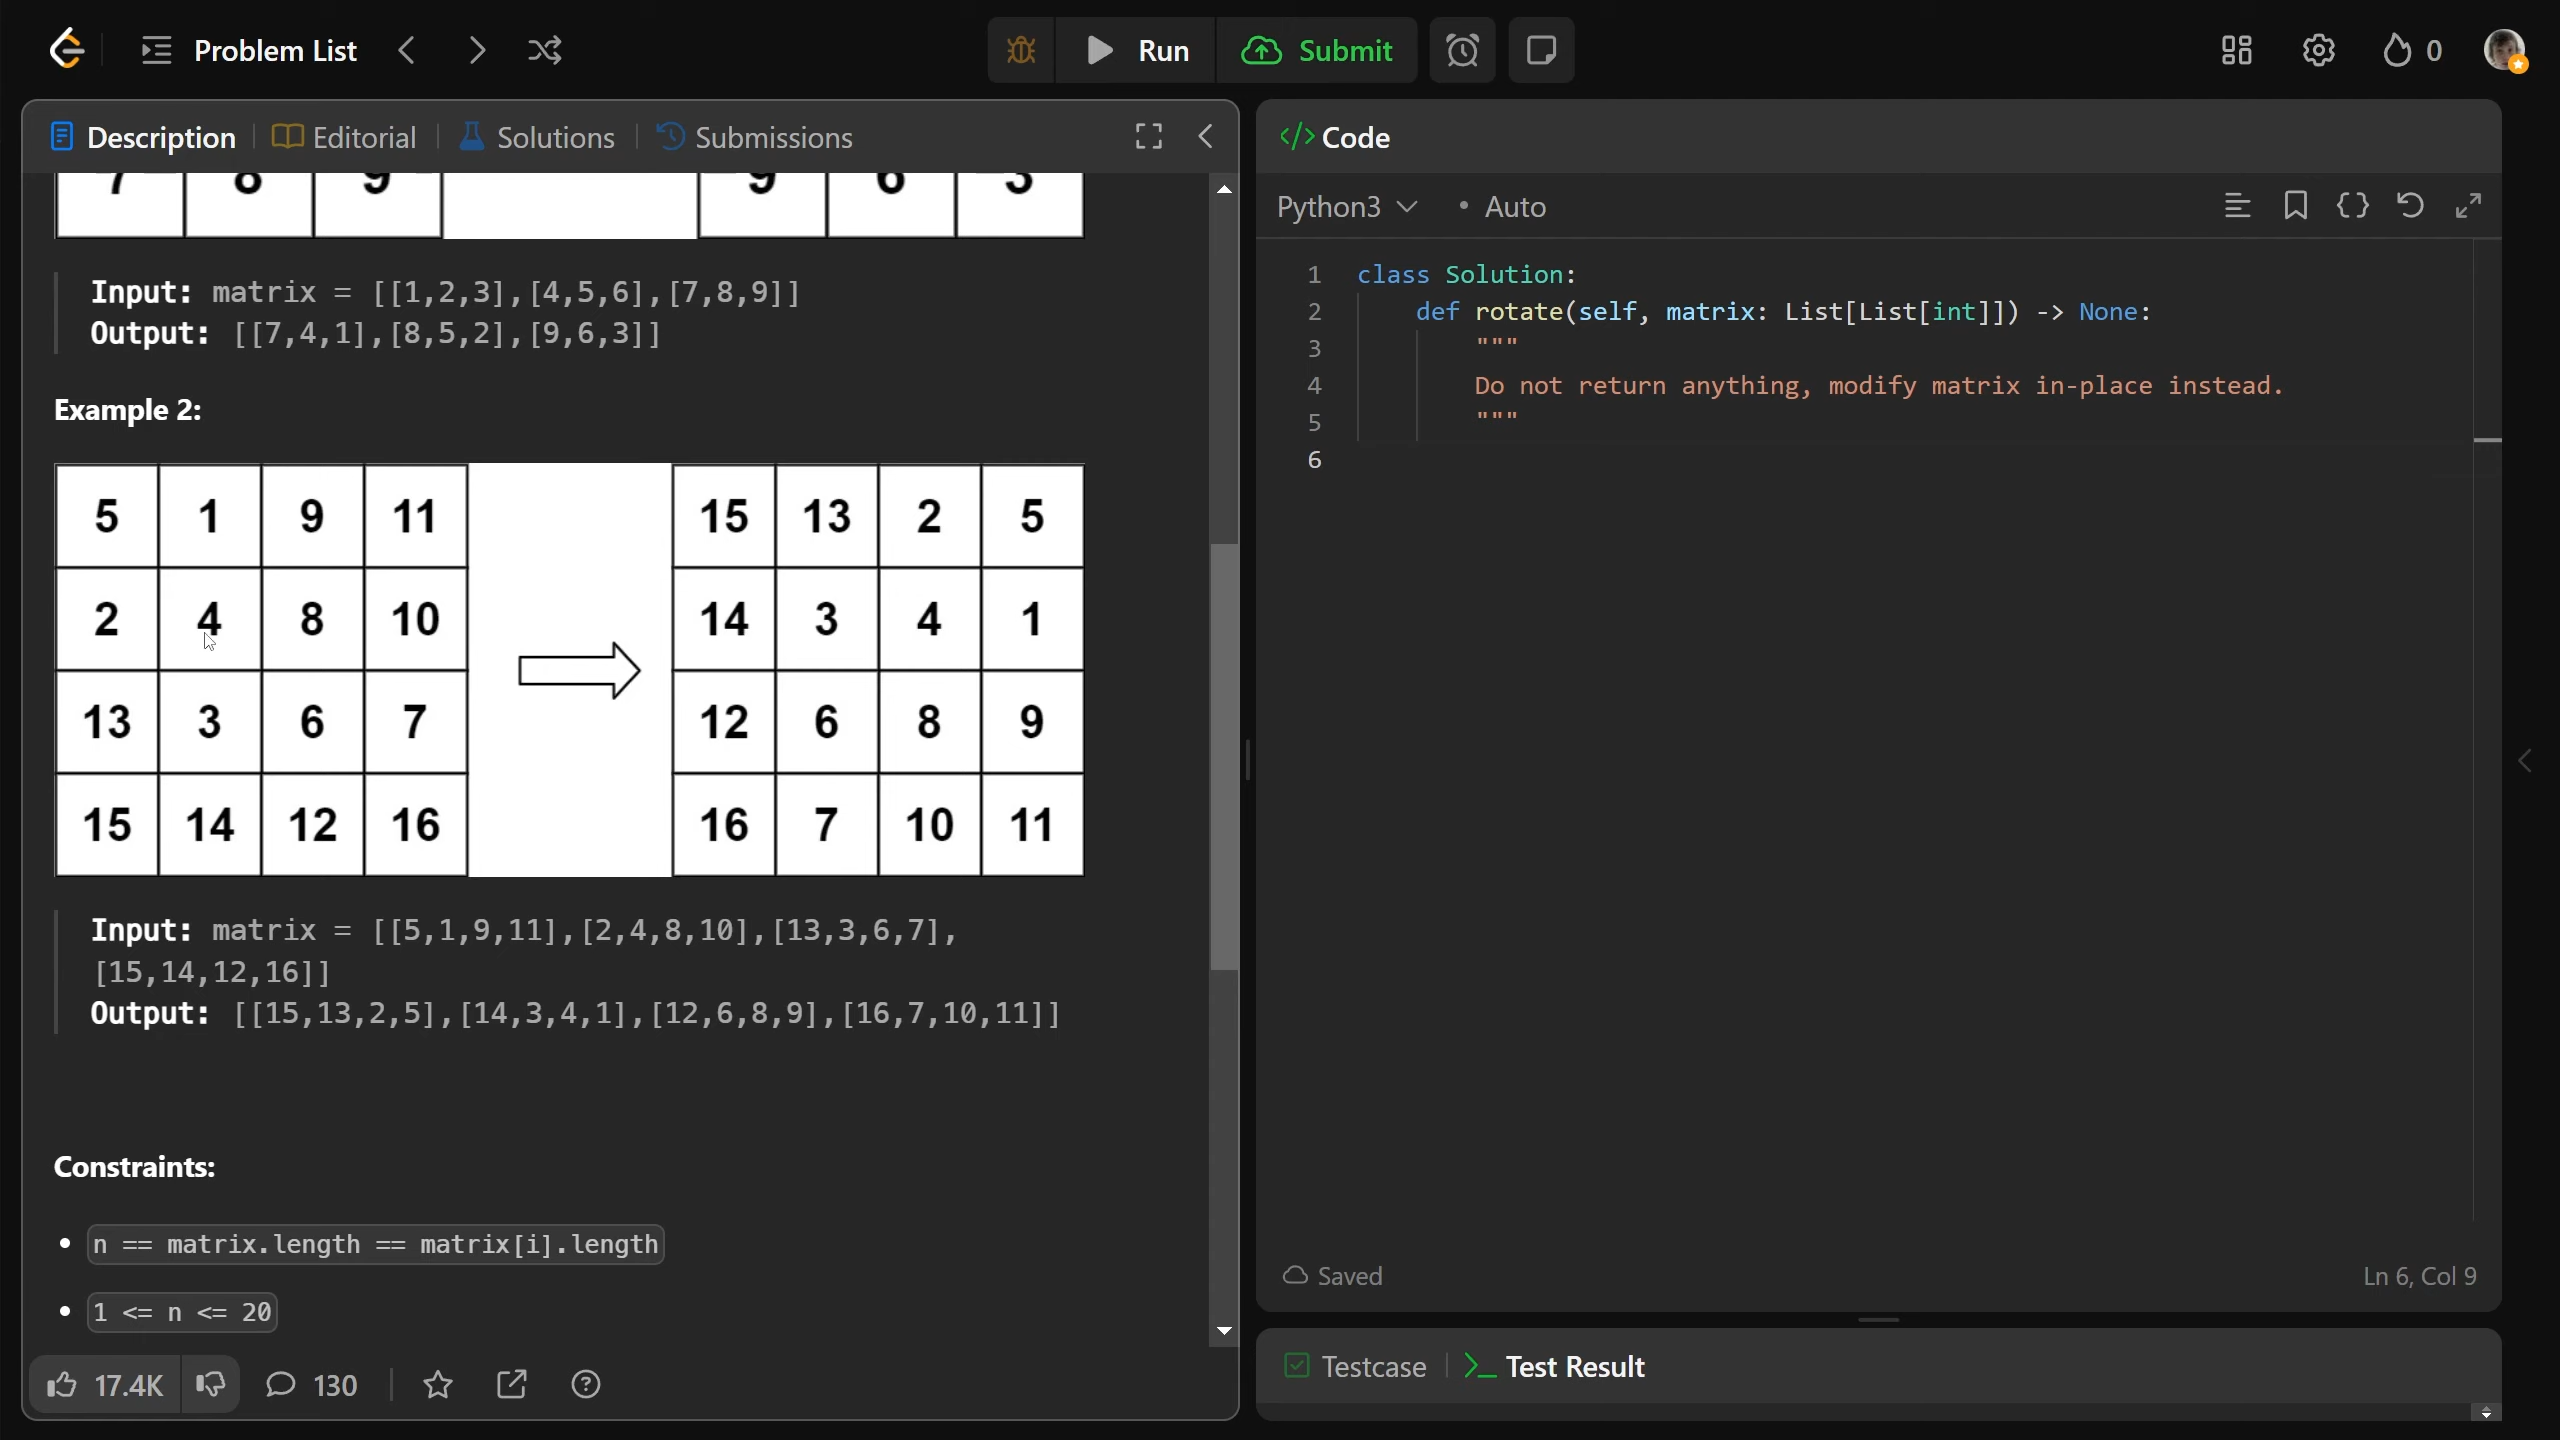 Problem List
Run
Submit
0
Description
Editorial
Solutions
Submissions
7 8 9 9 6 3
Input: matrix = [[1,2,3],[4,5,6],[7,8,9]]
Output: [[7,4,1],[8,5,2],[9,6,3]]
Example 2:
5 1 9 11 15 13 2 5
2 4 8 10 14 3 4 1
13 3 6 7 12 6 8 9
15 14 12 16 16 7 10 11
Input: matrix = [[5,1,9,11],[2,4,8,10],[13,3,6,7],
[15,14,12,16]]
Output: [[15,13,2,5],[14,3,4,1],[12,6,8,9],[16,7,10,11]]
Constraints:
• n == matrix.length == matrix[i].length
• 1 <= n <= 20
17.4K
130
</> Code
Python3
• Auto
1 class Solution:
2 def rotate(self, matrix: List[List[int]]) -> None:
3 """
4 Do not return anything, modify matrix in-place instead.
5 """
6
Saved
Ln 6, Col 9
Testcase
>_ Test Result